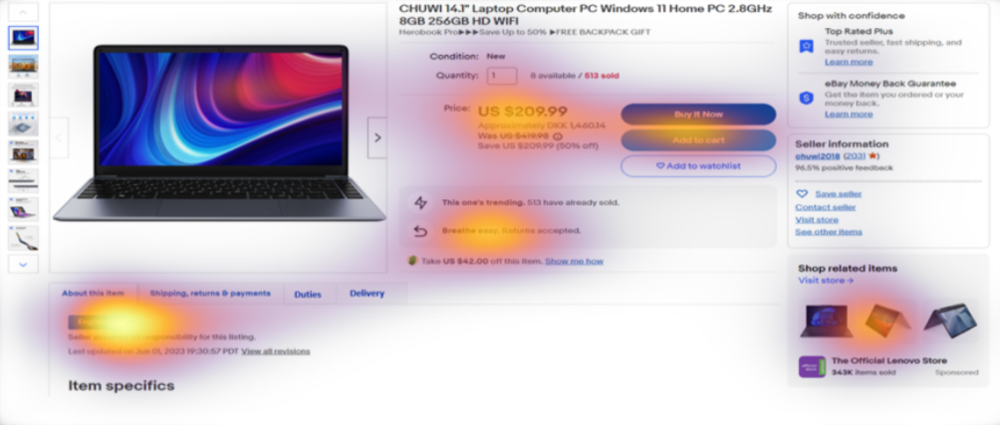 CHUWI 14.1" Laptop Computer PC Windows 11 Home PC 2.8GHz
8GB 256GB HD WIFI
Herobook Pro▶▶▶Save Up to 50% ▶FREE BACKPACK GIFT
Condition: New
Quantity: 1 8 available / 513 sold
Price: US $209.99
Approximately DKK 1,460.14
Was US $419.98
Save US $209.99 (50% off)
Buy It Now
Add to cart
Add to watchlist
This one's trending. 513 have already sold.
Breathe easy. Returns accepted.
Take US $42.00 off this item. Show me how
About this item
Shipping, returns & payments
Duties
Delivery
Seller responsibility for this listing.
Last updated on Jun 01, 2023 19:30:57 PDT View all revisions
Item specifics
Shop with confidence
Top Rated Plus
Trusted seller, fast shipping, and
easy returns.
Learn more
eBay Money Back Guarantee
Get the item you ordered or your
money back.
Learn more
Seller information
chuwi2018 (203)
96.5% positive feedback
Save seller
Contact seller
Visit store
See other items
Shop related items
Visit store →
The Official Lenovo Store
343K items sold
Sponsored